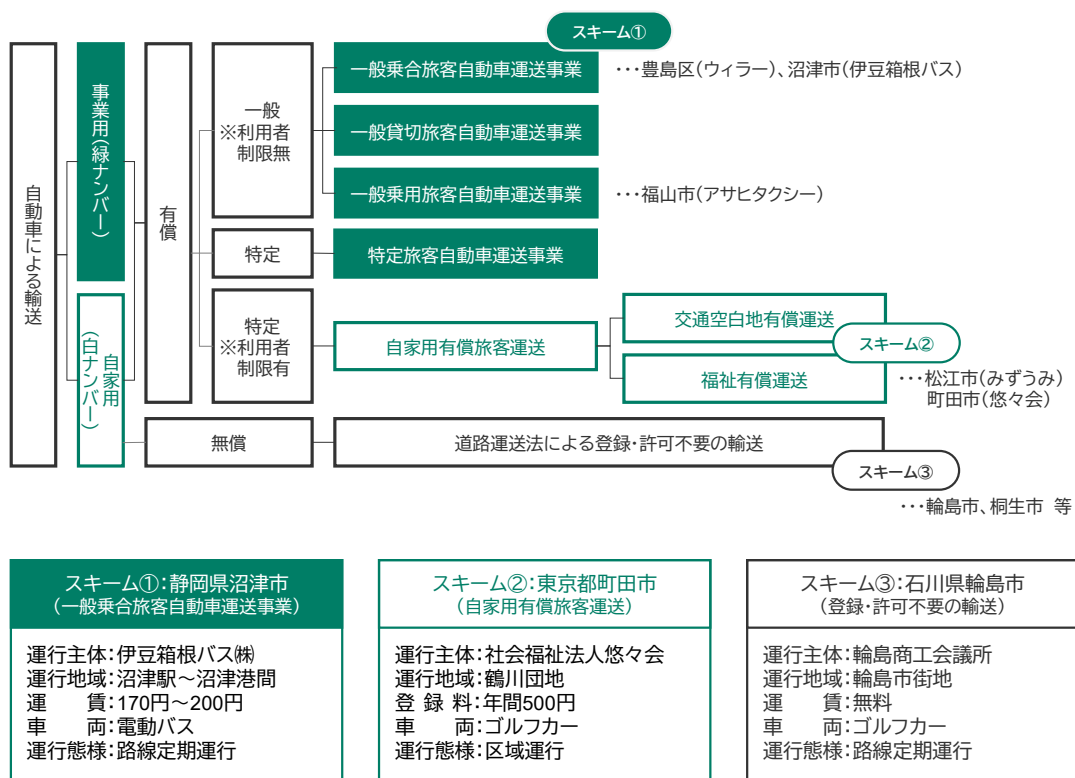 スキーム①
自動車による輸送
事業用(緑ナンバー)
自家用
(白ナンバー)
有償
一般
※利用者
制限無
一般乗合旅客自動車運送事業
･･･豊島区(ウィラー)、沼津市(伊豆箱根バス)
一般貸切旅客自動車運送事業
一般乗用旅客自動車運送事業
･･･福山市(アサヒタクシー)
特定
特定旅客自動車運送事業
特定
※利用者
制限有
自家用有償旅客運送
交通空白地有償運送
スキーム②
福祉有償運送
･･･松江市(みずうみ)
町田市(悠々会)
無償
道路運送法による登録・許可不要の輸送
スキーム③
･･･輪島市、桐生市 等
スキーム①:静岡県沼津市
(一般乗合旅客自動車運送事業)
運行主体:伊豆箱根バス㈱
運行地域:沼津駅～沼津港間
運　　賃:170円～200円
車　　両:電動バス
運行態様:路線定期運行
スキーム②:東京都町田市
(自家用有償旅客運送)
運行主体:社会福祉法人悠々会
運行地域:鶴川団地
登 録 料:年間500円
車　　両:ゴルフカー
運行態様:区域運行
スキーム③:石川県輪島市
(登録・許可不要の輸送)
運行主体:輪島商工会議所
運行地域:輪島市街地
運　　賃:無料
車　　両:ゴルフカー
運行態様:路線定期運行